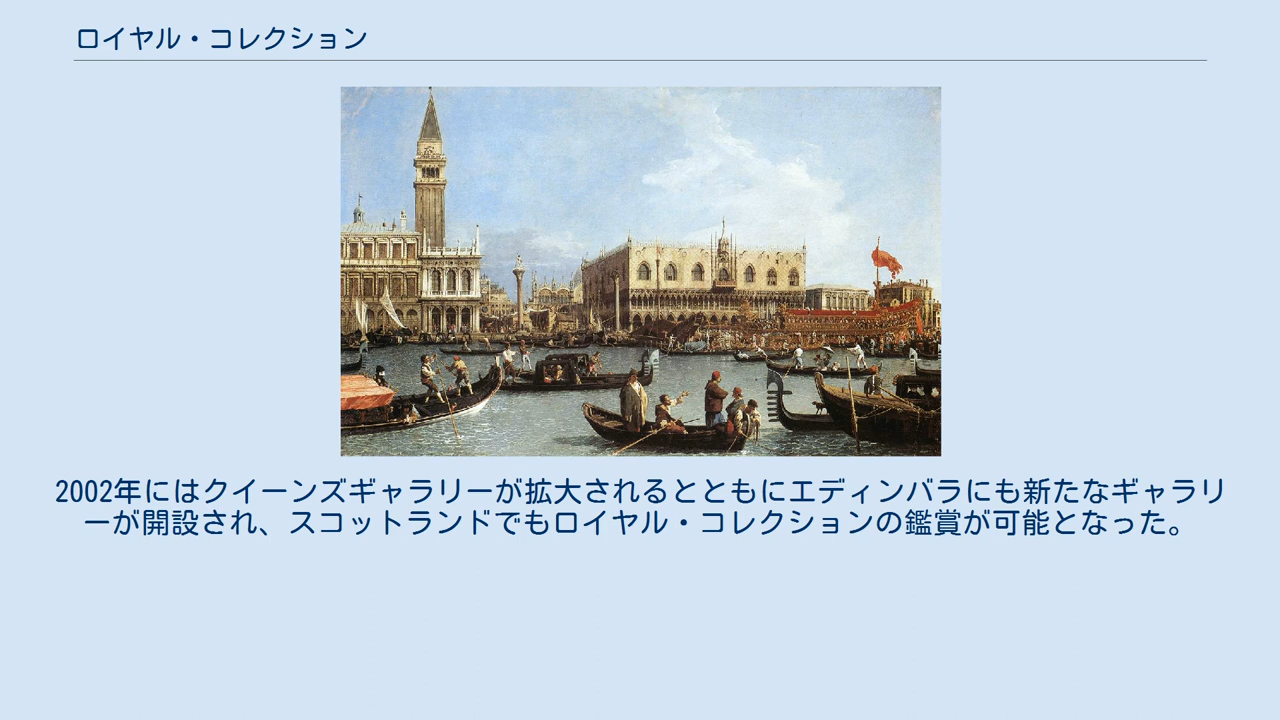 ロイヤル・コレクション
2002年にはクイーンズギャラリーが拡大されるとともにエディンバラにも新たなギャラリ
ーが開設され、スコットランドでもロイヤル・コレクションの鑑賞が可能となった。